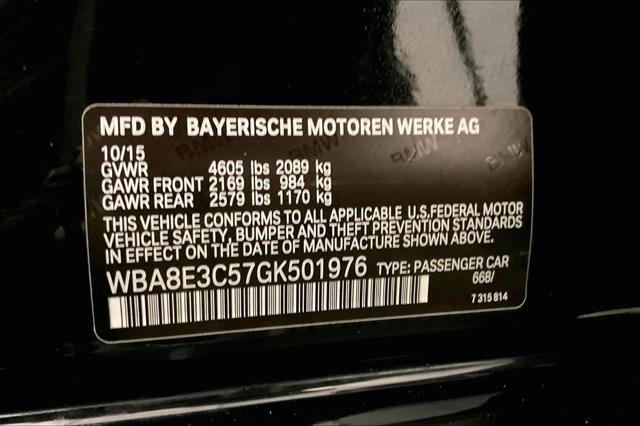 MFD BY BAYERISCHE MOTOREN WERKE AG
BMW BMW BMW
10/15
GVWR 4605 lbs 2089 kg
GAWR FRONT 2169 lbs 984 kg
GAWR REAR 2579 lbs 1170 kg
THIS VEHICLE CONFORMS TO ALL APPLICABLE U.S.FEDERAL MOTOR
VEHICLE SAFETY, BUMPER AND THEFT PREVENTION STANDARDS
IN EFFECT ON THE DATE OF MANUFACTURE SHOWN ABOVE.
WBA8E3C57GK501976 TYPE: PASSENGER CAR
668/
7 315 814